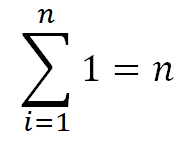 n
∑ 1 = n
i=1